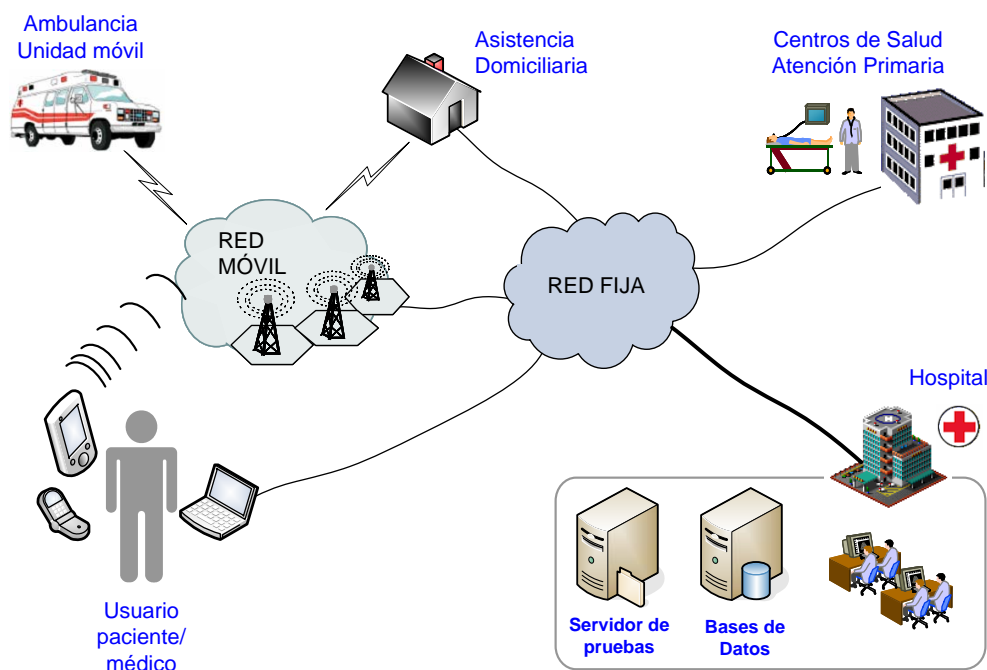 Ambulancia
Unidad móvil
Asistencia
Domiciliaria
Centros de Salud
Atención Primaria
RED
MÓVIL
RED FIJA
Hospital
Usuario
paciente/
médico
Servidor de
pruebas
Bases de
Datos